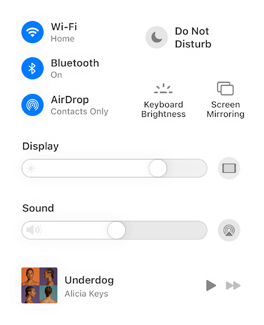 Wi-Fi
Home
Do Not
Disturb
Bluetooth
On
AirDrop
Contacts Only
Keyboard
Brightness
Screen
Mirroring
Display
Sound
Underdog
Alicia Keys